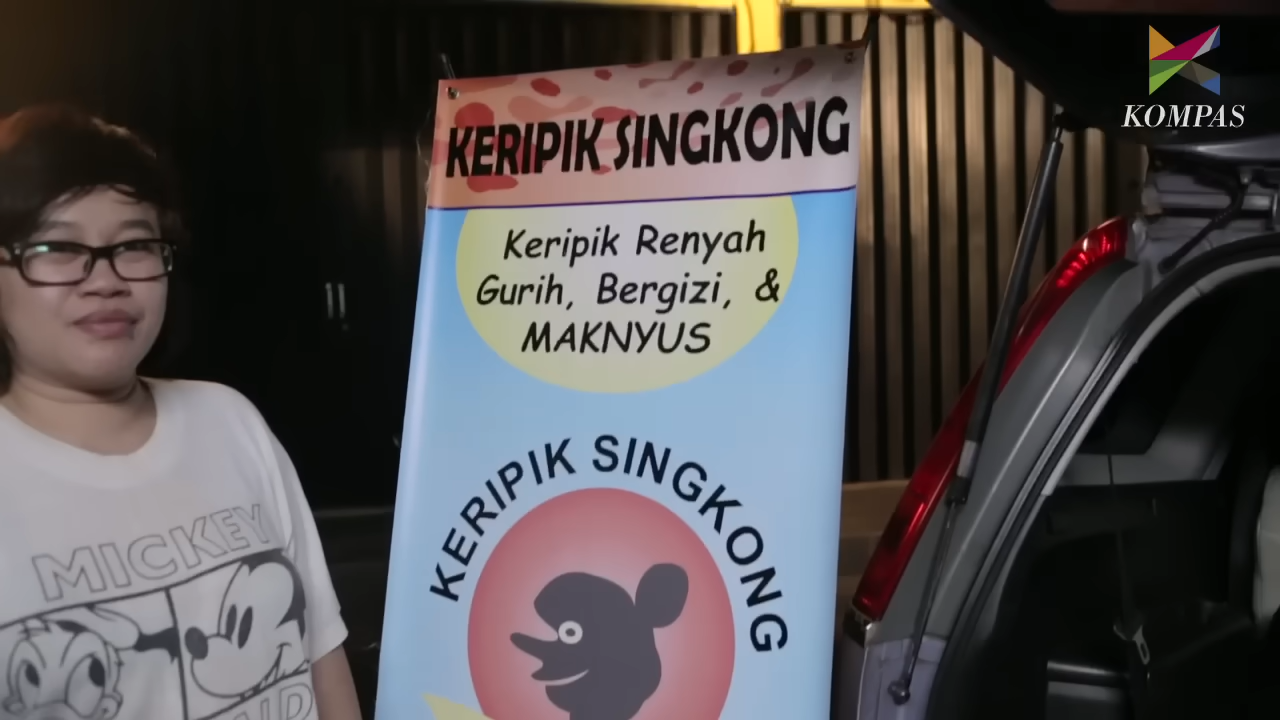 KOMPAS
KERIPIK SINGKONG
Keripik Renyah
Gurih, Bergizi, &
MAKNYUS
KERIPIK SINGKONG
MICKEY